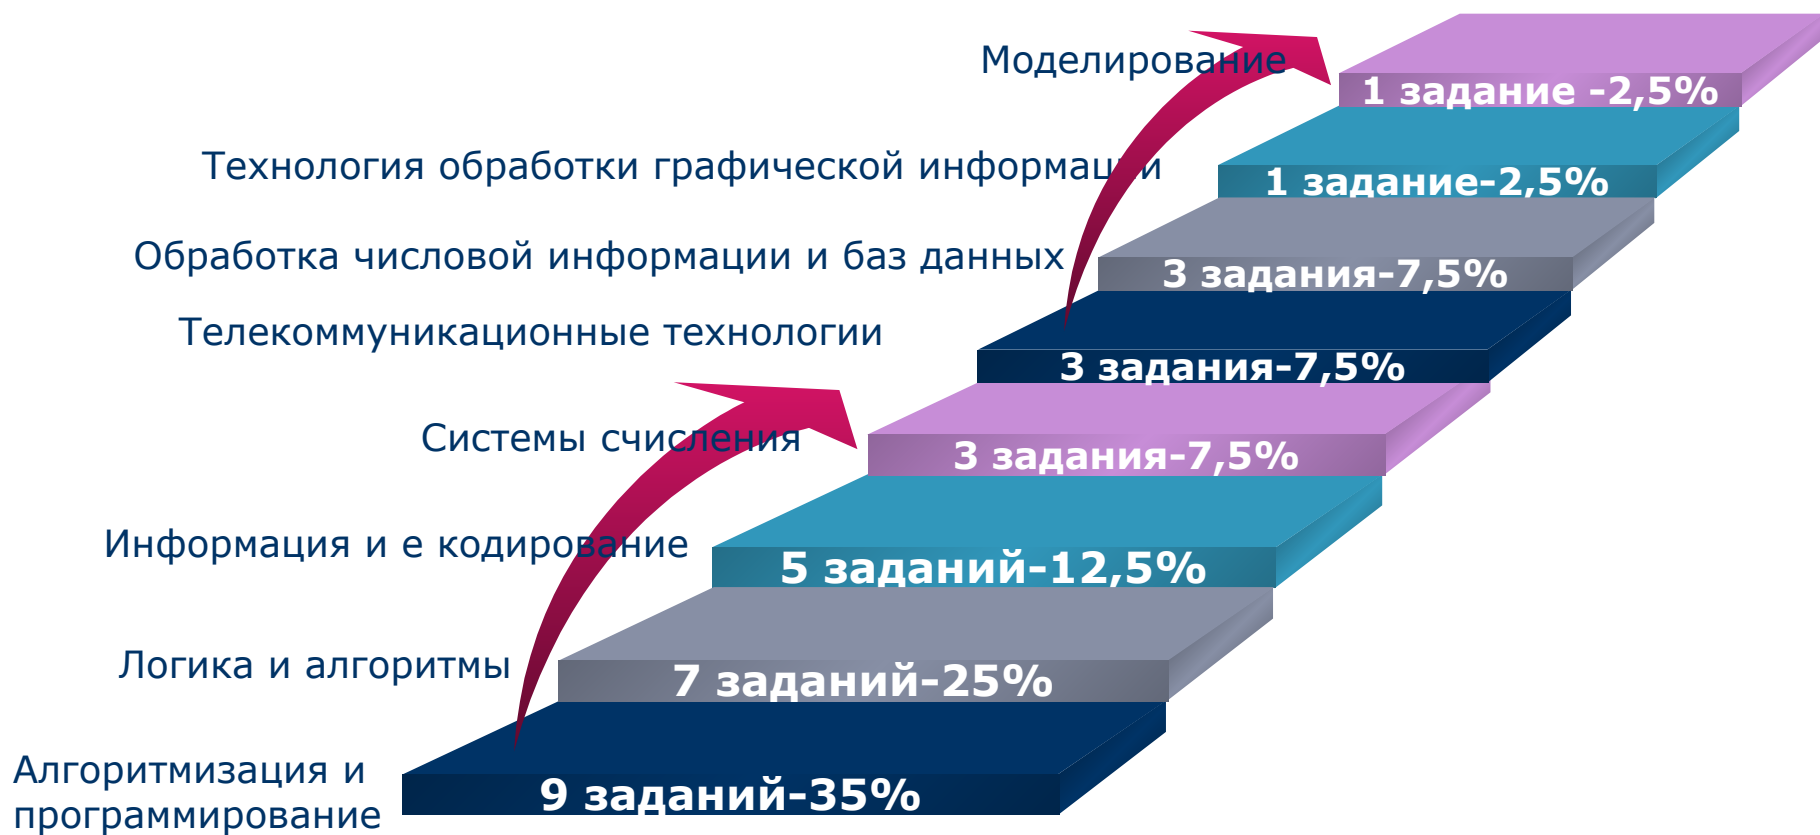 Моделирование
1 задание -2,5%
Технология обработки графической информации
1 задание-2,5%
Обработка числовой информации и баз данных
3 задания-7,5%
Телекоммуникационные технологии
3 задания-7,5%
Системы счисления
3 задания-7,5%
Информация и е кодирование
5 заданий-12,5%
Логика и алгоритмы
7 заданий-25%
Алгоритмизация и
программирование
9 заданий-35%